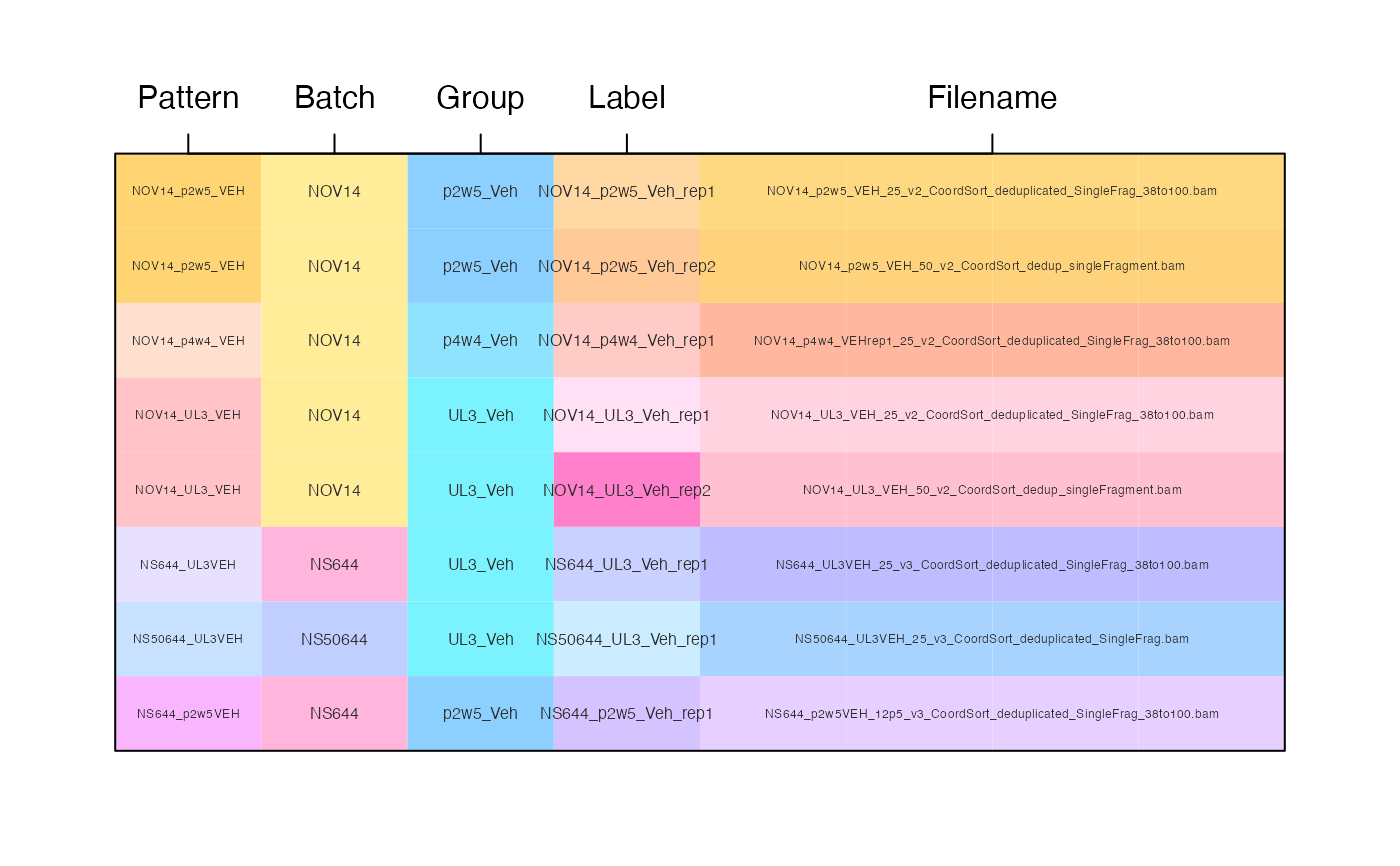 Pattern Batch Group Label Filename
NOV14_p2w5_VEH NOV14 p2w5_Veh NOV14_p2w5_Veh_rep1 NOV14_p2w5_VEH_25_v2_CoordSort_deduplicated_SingleFrag_38to100.bam
NOV14_p2w5_VEH NOV14 p2w5_Veh NOV14_p2w5_Veh_rep2 NOV14_p2w5_VEH_50_v2_CoordSort_dedup_singleFragment.bam
NOV14_p4w4_VEH NOV14 p4w4_Veh NOV14_p4w4_Veh_rep1 NOV14_p4w4_VEHrep1_25_v2_CoordSort_deduplicated_SingleFrag_38to100.bam
NOV14_UL3_VEH NOV14 UL3_Veh NOV14_UL3_Veh_rep1 NOV14_UL3_VEH_25_v2_CoordSort_deduplicated_SingleFrag_38to100.bam
NOV14_UL3_VEH NOV14 UL3_Veh NOV14_UL3_Veh_rep2 NOV14_UL3_VEH_50_v2_CoordSort_dedup_singleFragment.bam
NS644_UL3VEH NS644 UL3_Veh NS644_UL3_Veh_rep1 NS644_UL3VEH_25_v3_CoordSort_deduplicated_SingleFrag_38to100.bam
NS50644_UL3VEH NS50644 UL3_Veh NS50644_UL3_Veh_rep1 NS50644_UL3VEH_25_v3_CoordSort_deduplicated_SingleFrag.bam
NS644_p2w5VEH NS644 p2w5_Veh NS644_p2w5_Veh_rep1 NS644_p2w5VEH_12p5_v3_CoordSort_deduplicated_SingleFrag_38to100.bam